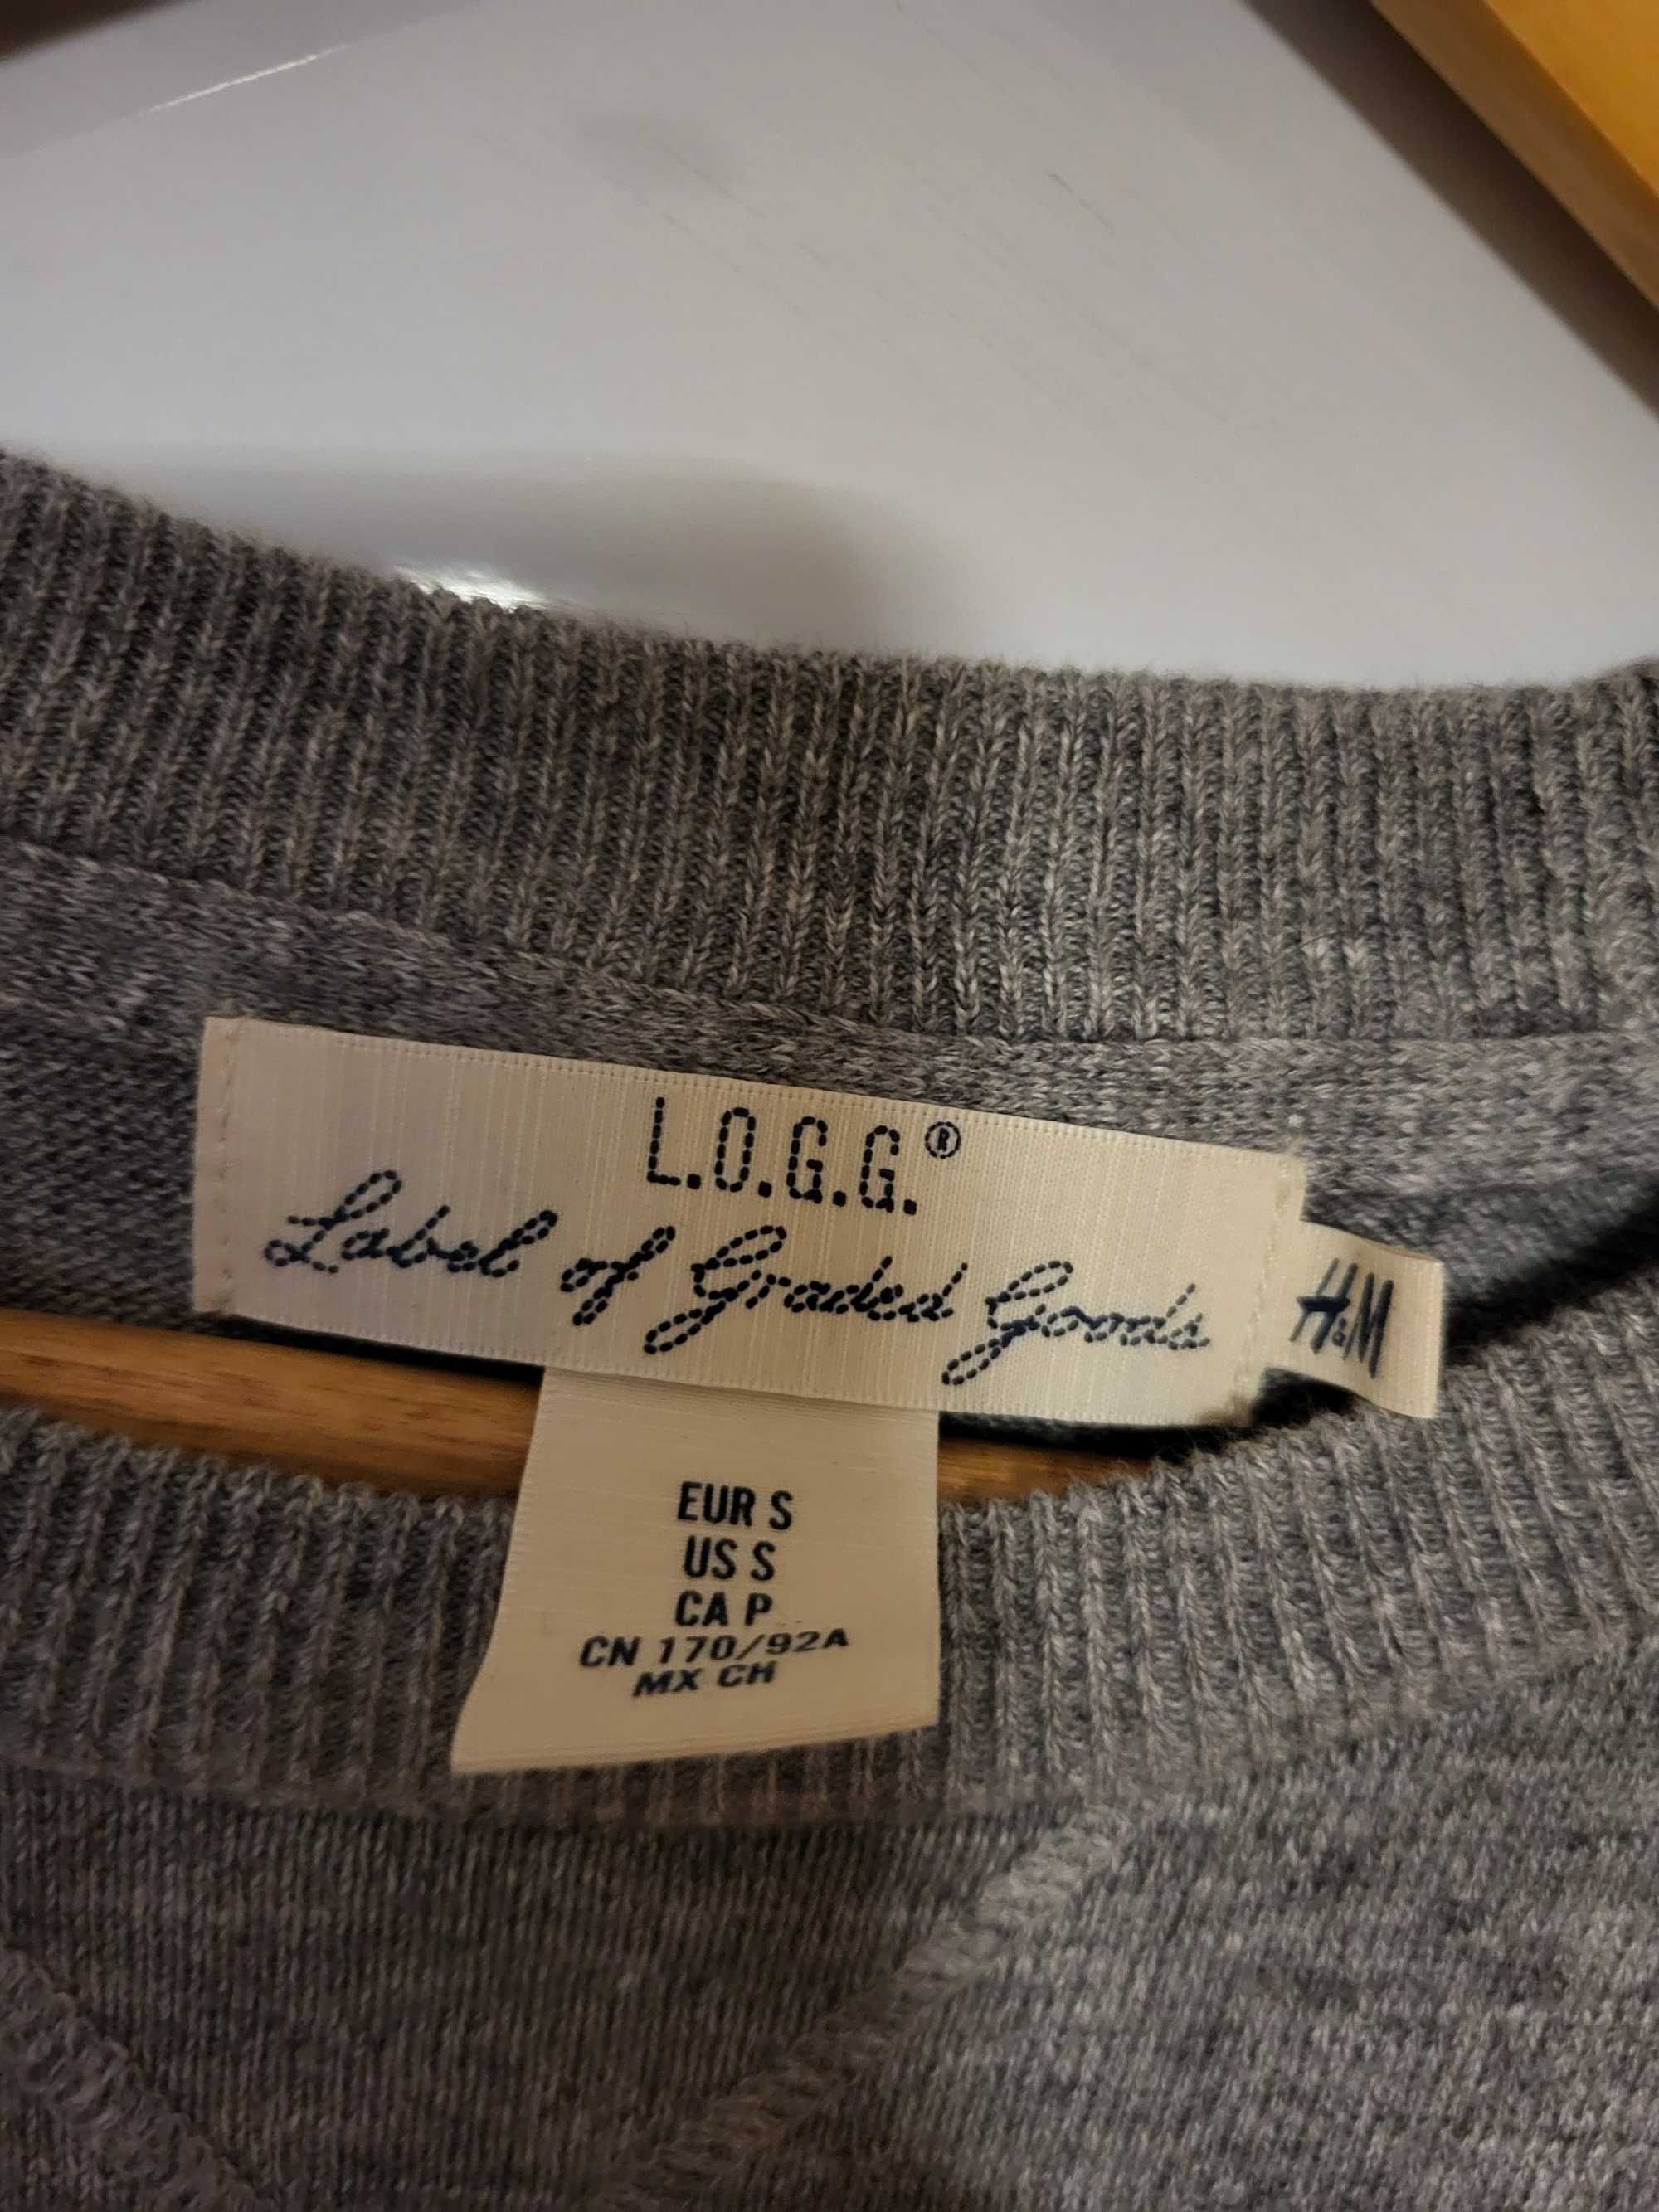 L.O.G.G.®
Label of Graded Goods
H&M
EUR S
US S
CA P
CN 170/92A
MX CH